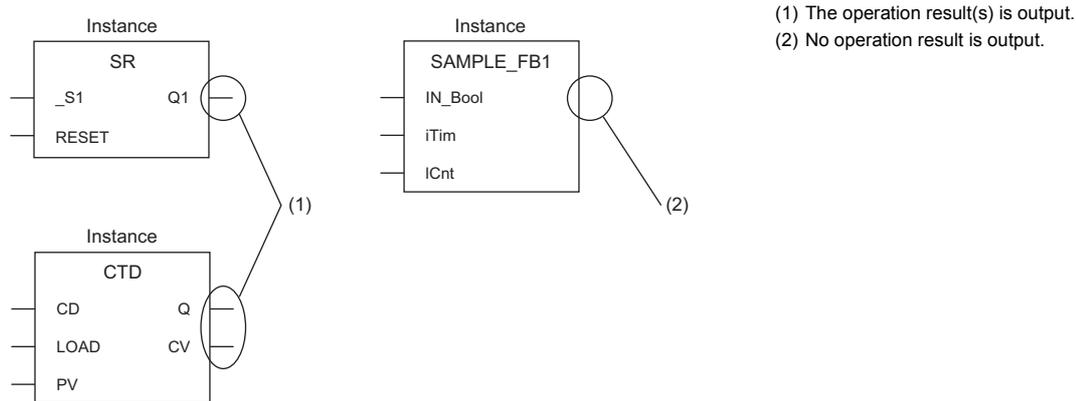 Instance
SR
_S1 Q1
RESET
(1)
Instance
CTD
CD Q
LOAD CV
PV
Instance
SAMPLE_FB1
IN_Bool
iTim
lCnt
(2)
(1) The operation result(s) is output.
(2) No operation result is output.